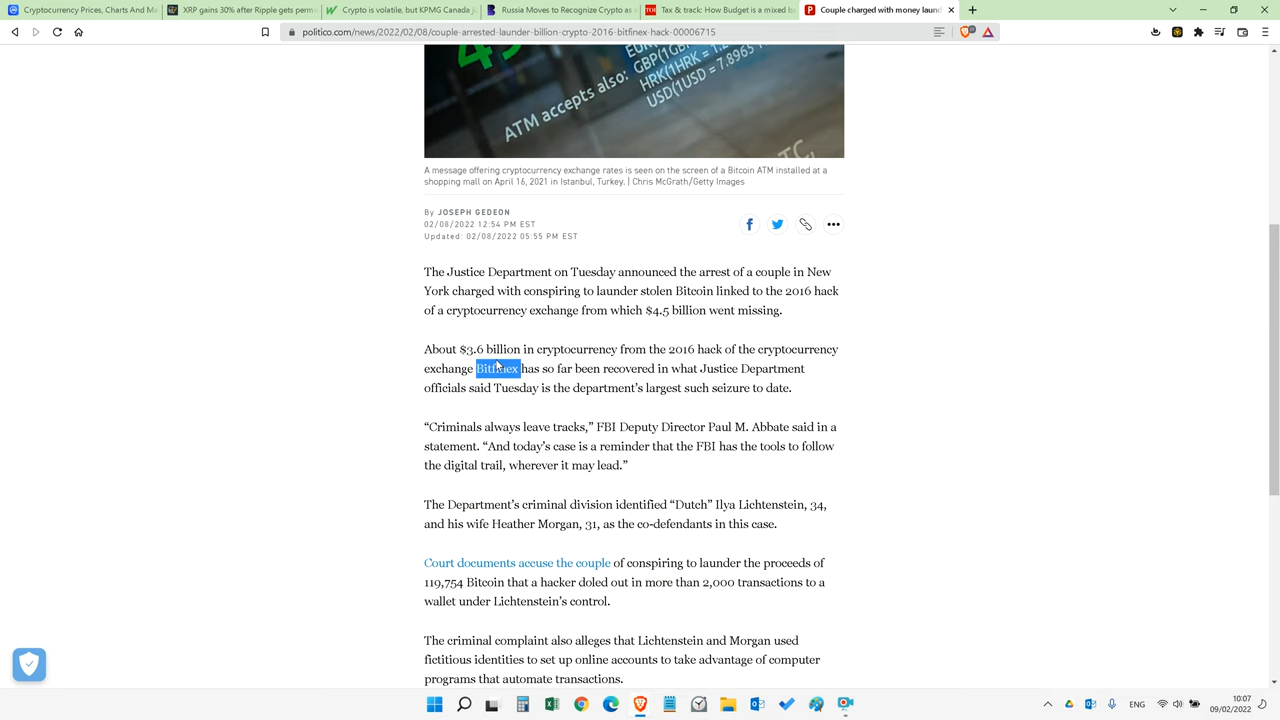 Cryptocurrency Prices, Charts And Ma
XRP gains 30% after Ripple gets perm
Crypto is volatile, but KPMG Canada j
Russia Moves to Recognize Crypto as
Tax & track: How Budget is a mixed b
Couple charged with money laun
politico.com/news/2022/02/08/couple-arrested-launder-billion-crypto-2016-bitfinex-hack-00006715
ATM accepts also:
GBP(1GBP
HRK(1HRK = 1.2
USD(1USD = 7.8965
A message offering cryptocurrency exchange rates is seen on the screen of a Bitcoin ATM installed at a
shopping mall on April 16, 2021 in Istanbul, Turkey. | Chris McGrath/Getty Images
By JOSEPH GEDEON
02/08/2022 12:54 PM EST
Updated: 02/08/2022 05:55 PM EST
The Justice Department on Tuesday announced the arrest of a couple in New
York charged with conspiring to launder stolen Bitcoin linked to the 2016 hack
of a cryptocurrency exchange from which $4.5 billion went missing.
About $3.6 billion in cryptocurrency from the 2016 hack of the cryptocurrency
exchange Bitfinex has so far been recovered in what Justice Department
officials said Tuesday is the department's largest such seizure to date.
“Criminals always leave tracks,” FBI Deputy Director Paul M. Abbate said in a
statement. “And today's case is a reminder that the FBI has the tools to follow
the digital trail, wherever it may lead.”
The Department's criminal division identified “Dutch” Ilya Lichtenstein, 34,
and his wife Heather Morgan, 31, as the co-defendants in this case.
Court documents accuse the couple of conspiring to launder the proceeds of
119,754 Bitcoin that a hacker doled out in more than 2,000 transactions to a
wallet under Lichtenstein's control.
The criminal complaint also alleges that Lichtenstein and Morgan used
fictitious identities to set up online accounts to take advantage of computer
programs that automate transactions.
ENG
10:07
09/02/2022